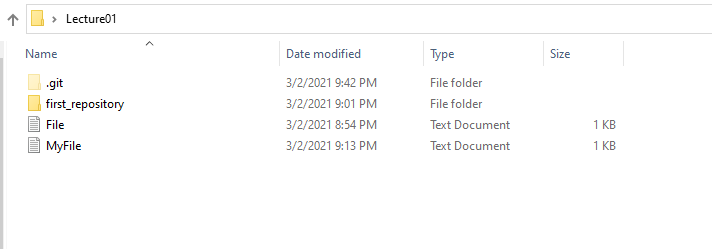 Lecture01
Name Date modified Type Size
.git 3/2/2021 9:42 PM File folder
first_repository 3/2/2021 9:01 PM File folder
File 3/2/2021 8:54 PM Text Document 1 KB
MyFile 3/2/2021 9:13 PM Text Document 1 KB